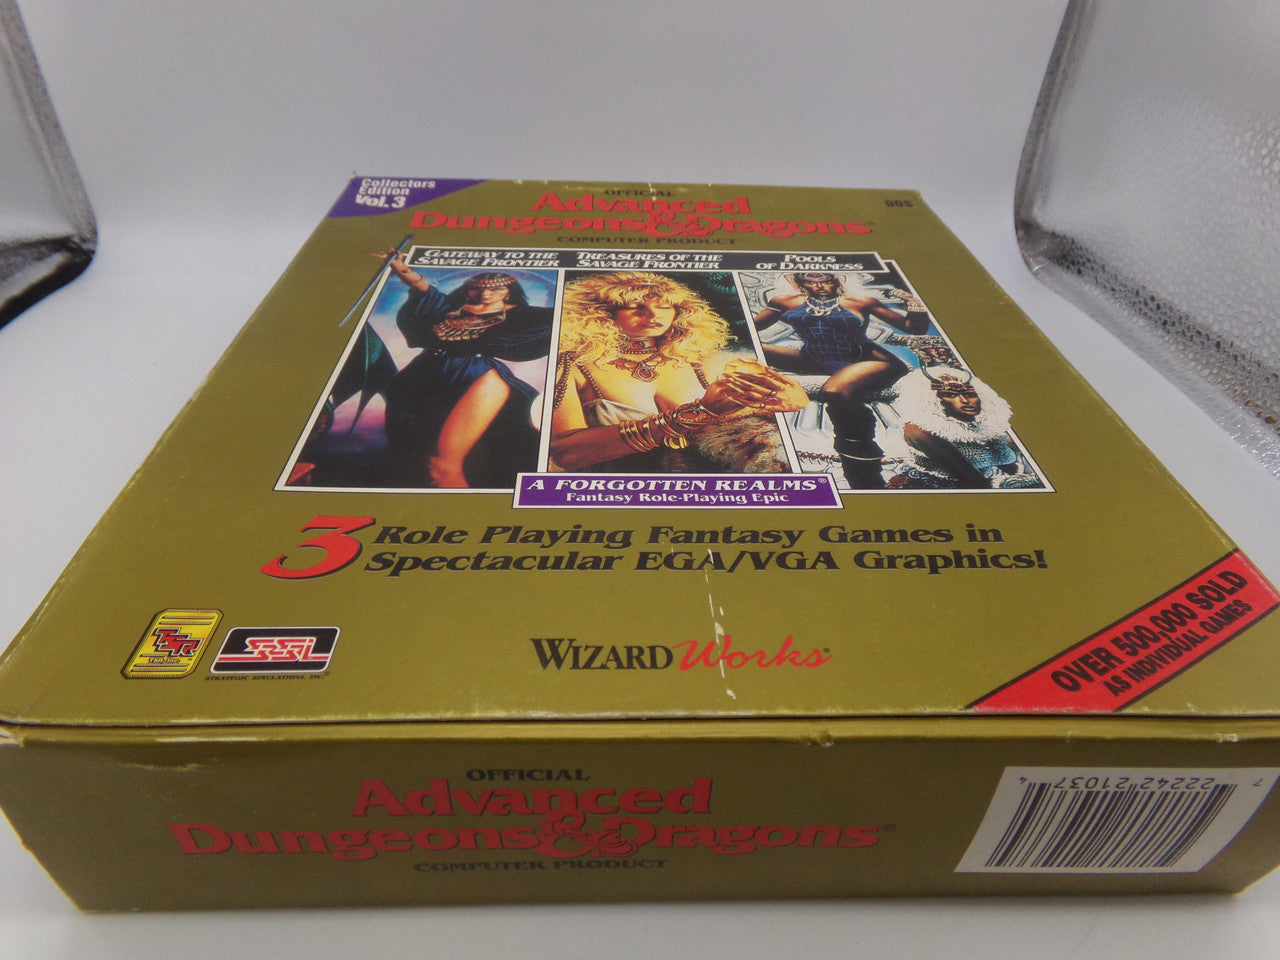 Collectors
Edition
Vol. 3
OFFICIAL
Advanced
Dungeons & Dragons®
COMPUTER PRODUCT
DOS
GATEWAY TO THE
SAVAGE FRONTIER
TREASURES OF THE
SAVAGE FRONTIER
POOLS
OF DARKNESS
A FORGOTTEN REALMS®
Fantasy Role-Playing Epic
3 Role Playing Fantasy Games in
Spectacular EGA/VGA Graphics!
TSR
TSR, Inc.
SSI
STRATEGIC SIMULATIONS, INC.®
WIZARDWorks®
OVER 500,000 SOLD
AS INDIVIDUAL GAMES
OFFICIAL
Advanced
Dungeons & Dragons®
COMPUTER PRODUCT
7 22242 21037 4